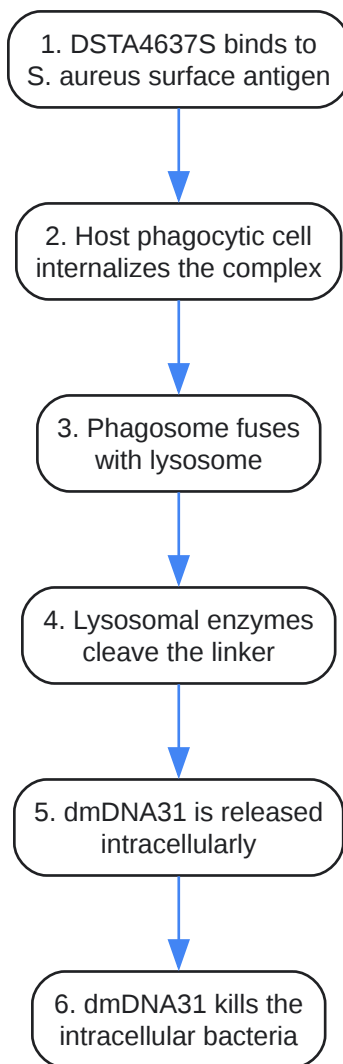 1. DSTA4637S binds to
S. aureus surface antigen
2. Host phagocytic cell
internalizes the complex
3. Phagosome fuses
with lysosome
4. Lysosomal enzymes
cleave the linker
5. dmDNA31 is released
intracellularly
6. dmDNA31 kills the
intracellular bacteria